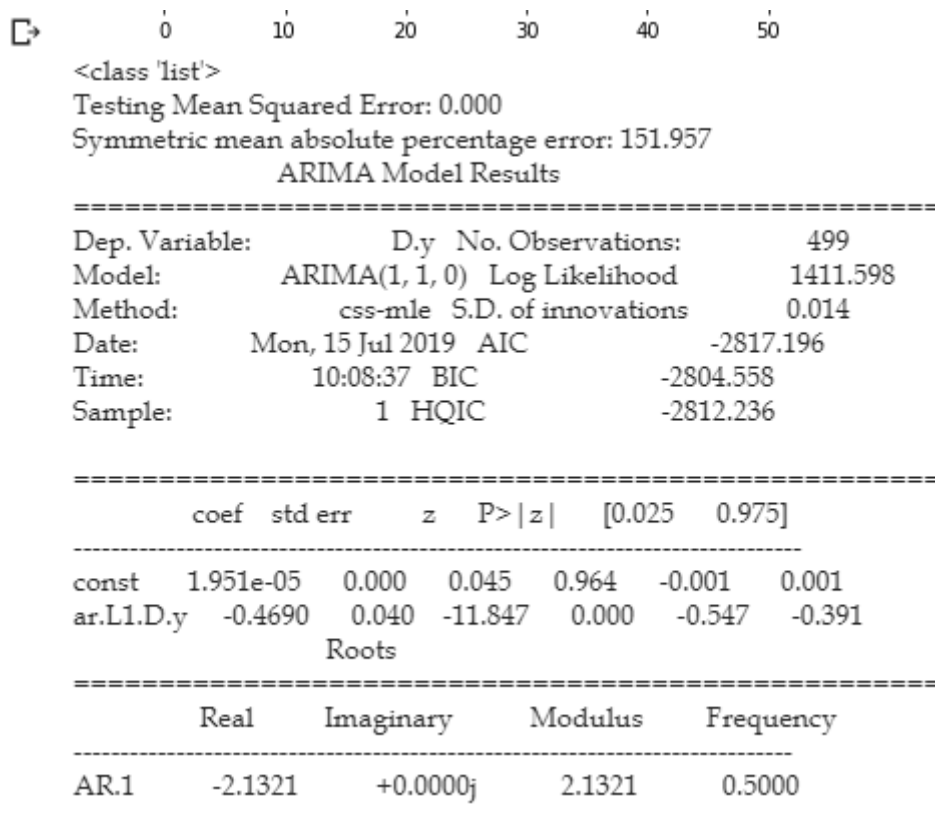 0 10 20 30 40 50
<class 'list'>
Testing Mean Squared Error: 0.000
Symmetric mean absolute percentage error: 151.957
ARIMA Model Results
==================================================
Dep. Variable: D.y No. Observations: 499
Model: ARIMA(1, 1, 0) Log Likelihood 1411.598
Method: css-mle S.D. of innovations 0.014
Date: Mon, 15 Jul 2019 AIC -2817.196
Time: 10:08:37 BIC -2804.558
Sample: 1 HQIC -2812.236
==================================================
coef std err z P>|z| [0.025 0.975]
--------------------------------------------------------------------------------
const 1.951e-05 0.000 0.045 0.964 -0.001 0.001
ar.L1.D.y -0.4690 0.040 -11.847 0.000 -0.547 -0.391
Roots
==================================================
Real Imaginary Modulus Frequency
--------------------------------------------------------------------------------
AR.1 -2.1321 +0.0000j 2.1321 0.5000